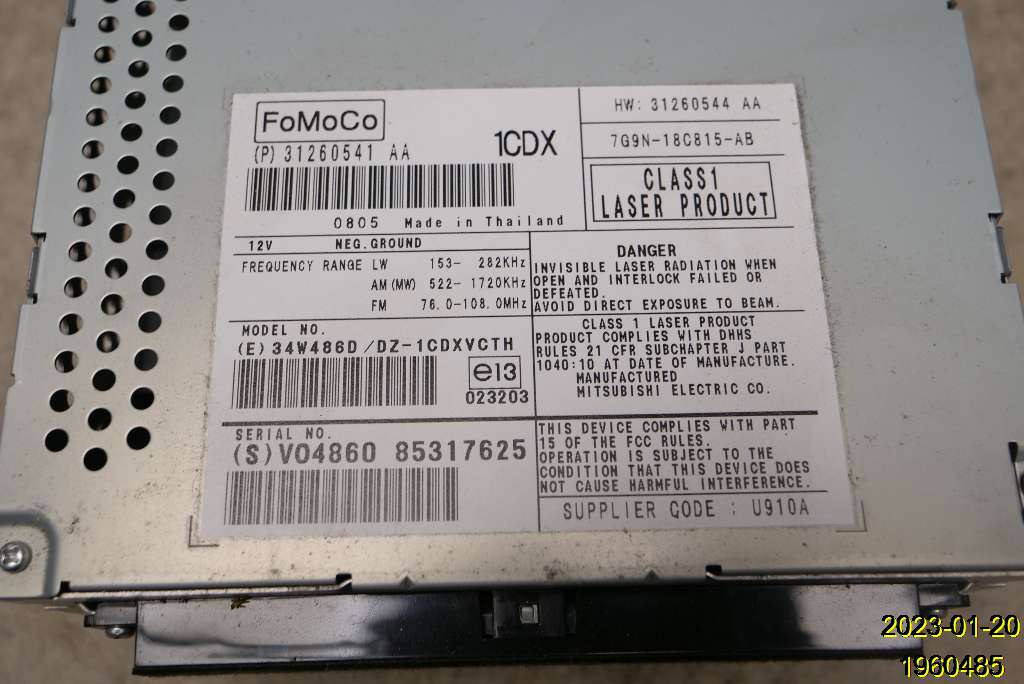 FoMoCo
(P) 31260541 AA
1CDX
0805 Made in Thailand
HW: 31260544 AA
7G9N-18C815-AB
CLASS1
LASER PRODUCT
12V NEG.GROUND
FREQUENCY RANGE LW 153- 282KHz
AM(MW) 522- 1720KHz
FM 76.0-108.0MHz
DANGER
INVISIBLE LASER RADIATION WHEN
OPEN AND INTERLOCK FAILED OR
DEFEATED.
AVOID DIRECT EXPOSURE TO BEAM.
MODEL NO.
(E) 34W486D/DZ-1CDXVCTH
e13
023203
CLASS 1 LASER PRODUCT
PRODUCT COMPLIES WITH DHHS
RULES 21 CFR SUBCHAPTER J PART
1040:10 AT DATE OF MANUFACTURE.
MANUFACTURED
MITSUBISHI ELECTRIC CO.
SERIAL NO.
(S)V04860 85317625
THIS DEVICE COMPLIES WITH PART
15 OF THE FCC RULES.
OPERATION IS SUBJECT TO THE
CONDITION THAT THIS DEVICE DOES
NOT CAUSE HARMFUL INTERFERENCE.
SUPPLIER CODE : U910A
2023-01-20
1960485